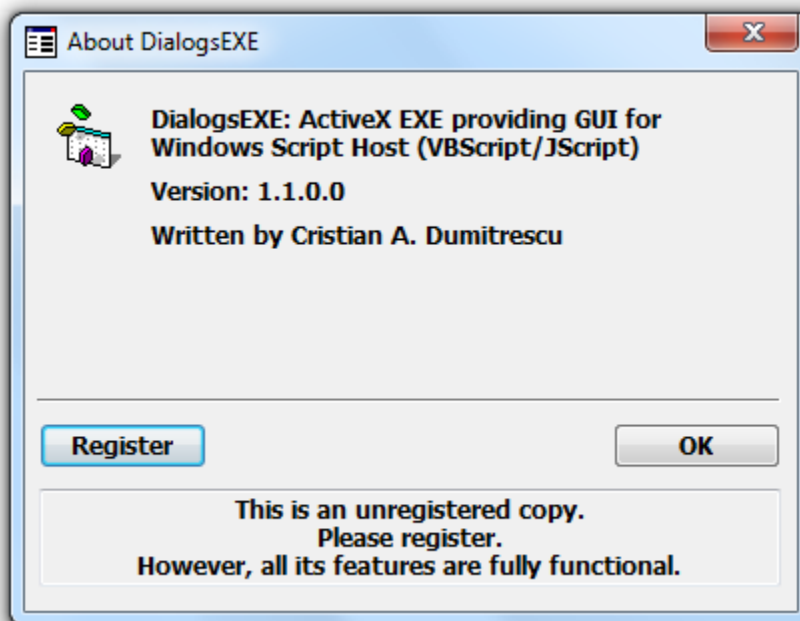 About DialogsEXE
DialogsEXE: ActiveX EXE providing GUI for
Windows Script Host (VBScript/JScript)
Version: 1.1.0.0
Written by Cristian A. Dumitrescu
Register
OK
This is an unregistered copy.
Please register.
However, all its features are fully functional.